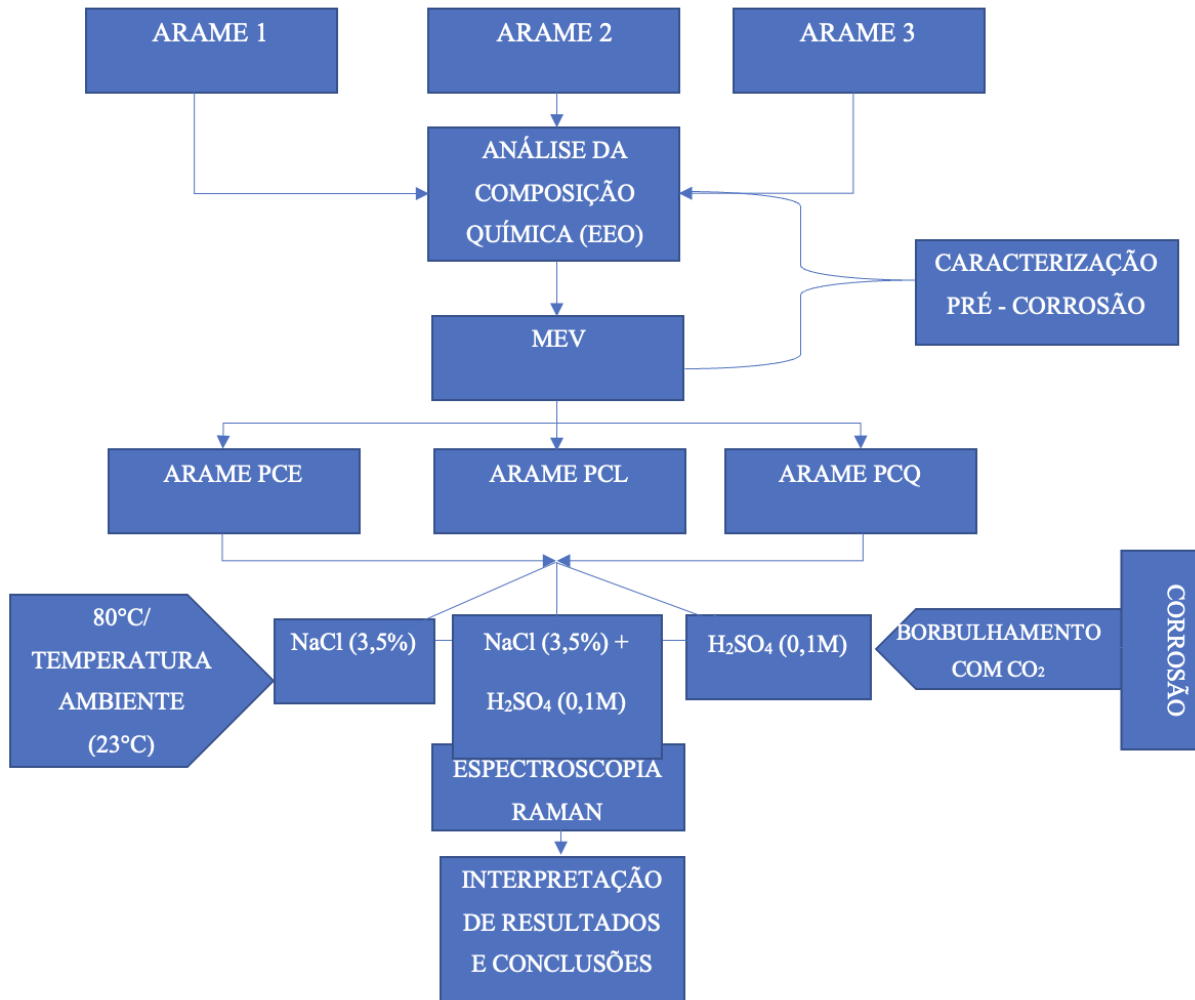 ARAME 1
ARAME 2
ARAME 3
ANÁLISE DA
COMPOSIÇÃO
QUÍMICA (EEO)
CARACTERIZAÇÃO
PRÉ - CORROSÃO
MEV
ARAME PCE
ARAME PCL
ARAME PCQ
80°C/
TEMPERATURA
AMBIENTE
(23°C)
NaCl (3,5%)
NaCl (3,5%) +
H₂SO₄ (0,1M)
H₂SO₄ (0,1M)
BORBULHAMENTO
COM CO₂
CORROSÃO
ESPECTROSCOPIA
RAMAN
INTERPRETAÇÃO
DE RESULTADOS
E CONCLUSÕES